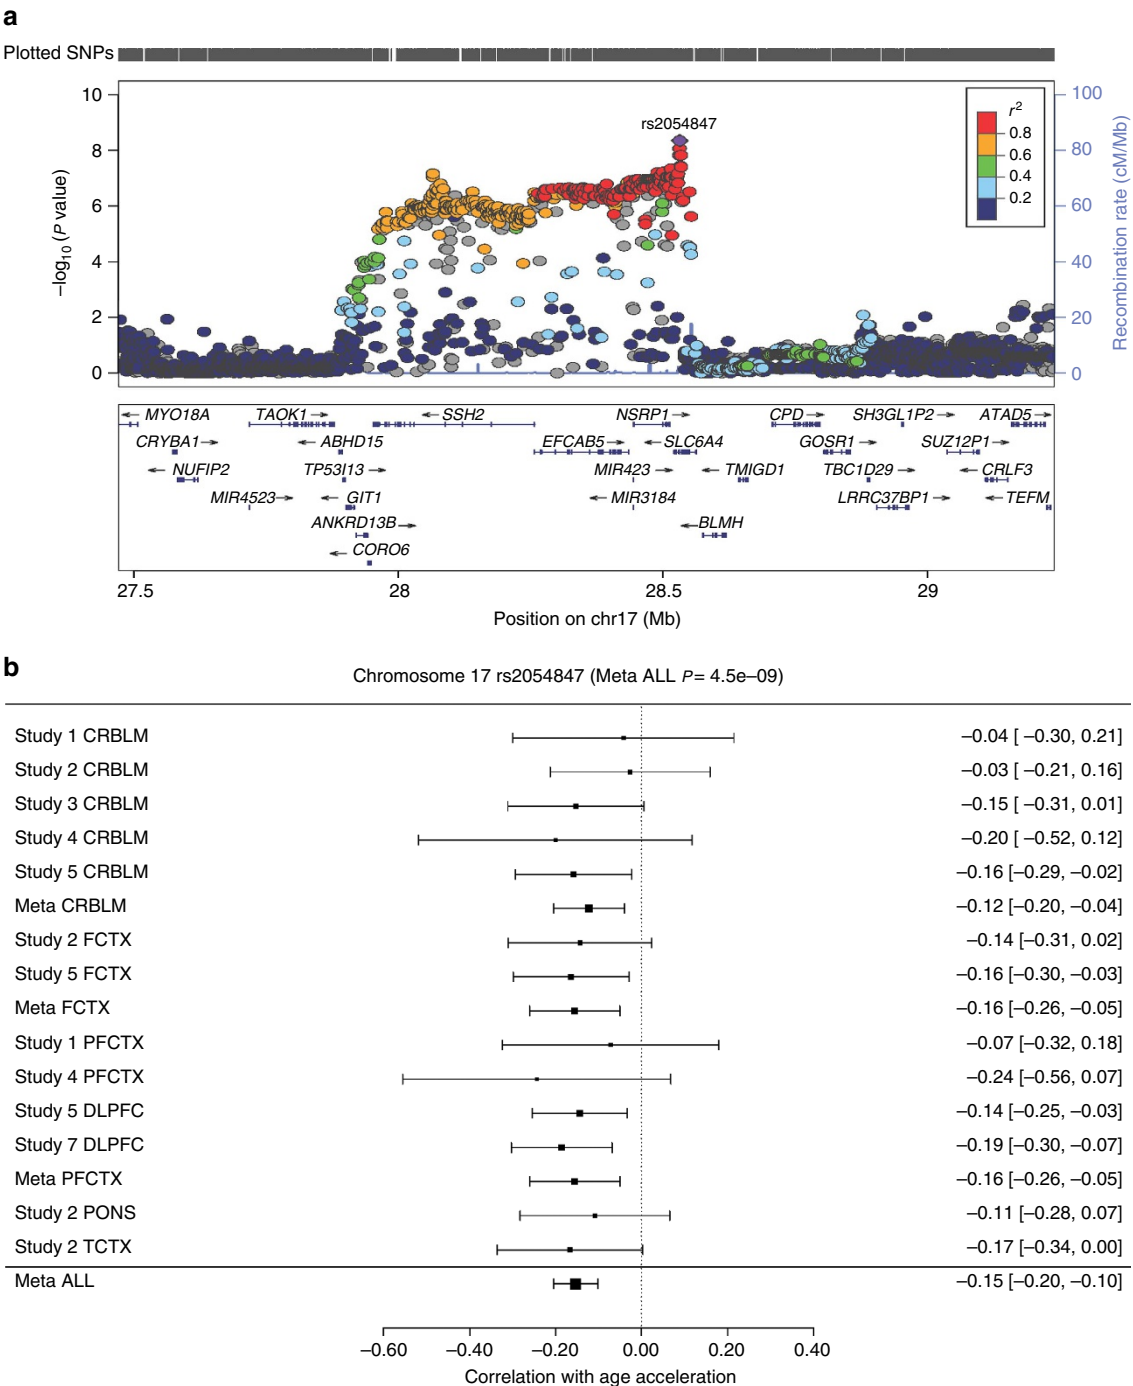 a
Plotted SNPs
rs2054847
r2
0.8
0.6
0.4
0.2
10
8
6
4
2
0
–log10 (P value)
100
80
60
40
20
0
Recombination rate (cM/Mb)
MYO18A TAOK1 SSH2 NSRP1 CPD SH3GL1P2 ATAD5
CRYBA1 ABHD15 EFCAB5 SLC6A4 GOSR1 SUZ12P1
NUFIP2 TP53I13 MIR423 TMIGD1 TBC1D29 CRLF3
MIR4523 GIT1 MIR3184 LRRC37BP1 TEFM
ANKRD13B BLMH
CORO6
27.5 28 28.5 29
Position on chr17 (Mb)
b
Chromosome 17 rs2054847 (Meta ALL P= 4.5e–09)
Study 1 CRBLM –0.04 [ –0.30, 0.21]
Study 2 CRBLM –0.03 [ –0.21, 0.16]
Study 3 CRBLM –0.15 [ –0.31, 0.01]
Study 4 CRBLM –0.20 [ –0.52, 0.12]
Study 5 CRBLM –0.16 [–0.29, –0.02]
Meta CRBLM –0.12 [–0.20, –0.04]
Study 2 FCTX –0.14 [–0.31, 0.02]
Study 5 FCTX –0.16 [–0.30, –0.03]
Meta FCTX –0.16 [–0.26, –0.05]
Study 1 PFCTX –0.07 [–0.32, 0.18]
Study 4 PFCTX –0.24 [–0.56, 0.07]
Study 5 DLPFC –0.14 [–0.25, –0.03]
Study 7 DLPFC –0.19 [–0.30, –0.07]
Meta PFCTX –0.16 [–0.26, –0.05]
Study 2 PONS –0.11 [–0.28, 0.07]
Study 2 TCTX –0.17 [–0.34, 0.00]
Meta ALL –0.15 [–0.20, –0.10]
–0.60 –0.40 –0.20 0.00 0.20 0.40
Correlation with age acceleration